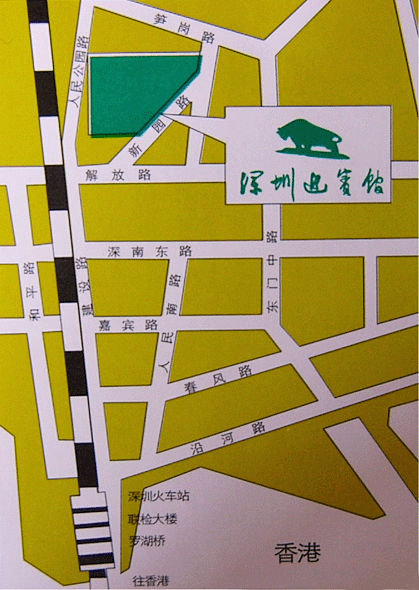 笋岗路
人民公园路
新园路
深圳迎宾馆
解放路
深南东路
和平路
建设路
东门中路
人民南路
嘉宾路
春风路
沿河路
深圳火车站
联检大楼
罗湖桥
香港
往香港